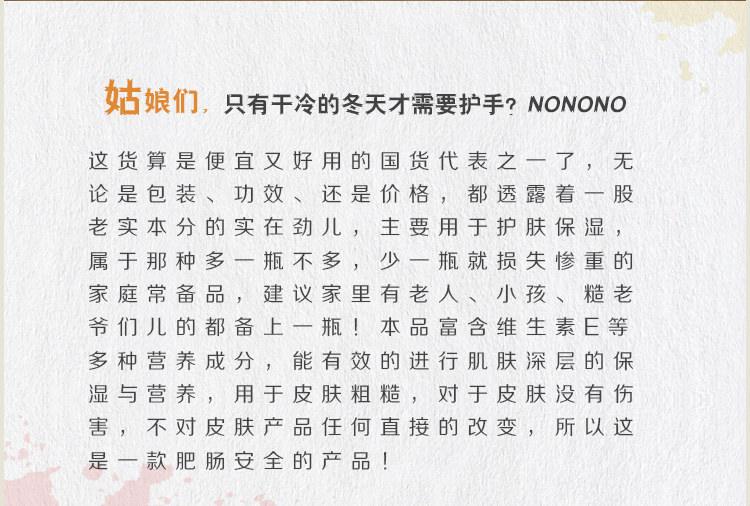 姑娘们，只有干冷的冬天才需要护手？NONONO
这货算是便宜又好用的国货代表之一了，无
论是包装、功效、还是价格，都透露着一股
老实本分的实在劲儿，主要用于护肤保湿，
属于那种多一瓶不多，少一瓶就损失惨重的
家庭常备品，建议家里有老人、小孩、糙老
爷们儿的都备上一瓶！本品富含维生素E等
多种营养成分，能有效的进行肌肤深层的保
湿与营养，用于皮肤粗糙，对于皮肤没有伤
害，不对皮肤产品任何直接的改变，所以这
是一款肥肠安全的产品！